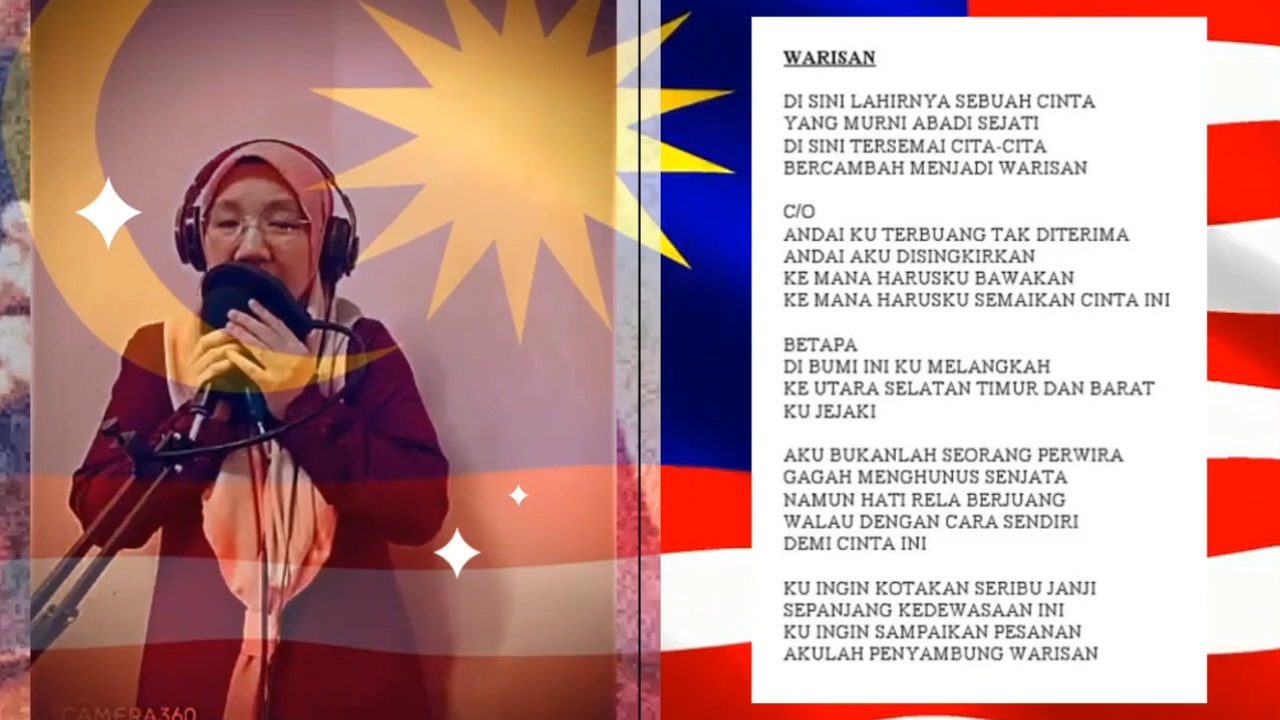 WARISAN
DI SINI LAHIRNYA SEBUAH CINTA
YANG MURNI ABADI SEJATI
DI SINI TERSEMAI CITA-CITA
BERCAMBAH MENJADI WARISAN
C/O
ANDAI KU TERBUANG TAK DITERIMA
ANDAI AKU DISINGKIRKAN
KE MANA HARUSKU BAWAKAN
KE MANA HARUSKU SEMAIKAN CINTA INI
BETAPA
DI BUMI INI KU MELANGKAH
KE UTARA SELATAN TIMUR DAN BARAT
KU JEJAKI
AKU BUKANLAH SEORANG PERWIRA
GAGAH MENGHUNUS SENJATA
NAMUN HATI RELA BERJUANG
WALAU DENGAN CARA SENDIRI
DEMI CINTA INI
KU INGIN KOTAKAN SERIBU JANJI
SEPANJANG KEDEWASAAN INI
KU INGIN SAMPAIKAN PESANAN
AKULAH PENYAMBUNG WARISAN
CAMERA360